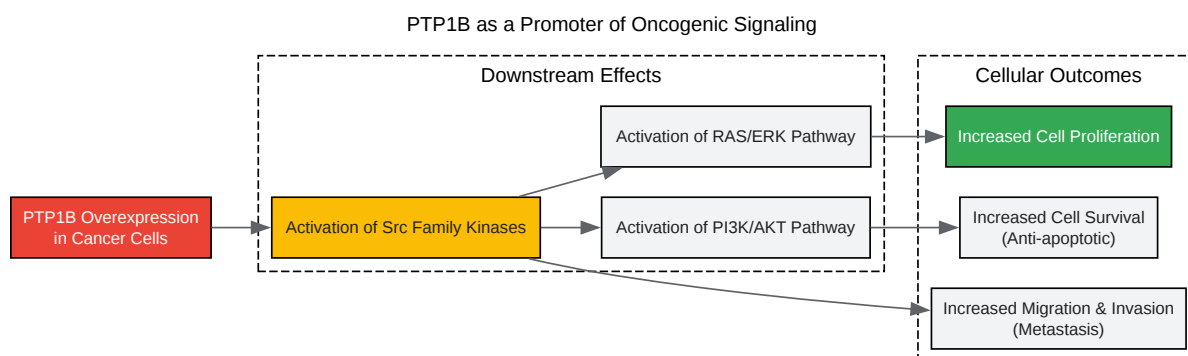 PTP1B as a Promoter of Oncogenic Signaling
Downstream Effects
Cellular Outcomes
Activation of RAS/ERK Pathway
Increased Cell Proliferation
PTP1B Overexpression
in Cancer Cells
Activation of Src Family Kinases
Activation of PI3K/AKT Pathway
Increased Cell Survival
(Anti-apoptotic)
Increased Migration & Invasion
(Metastasis)